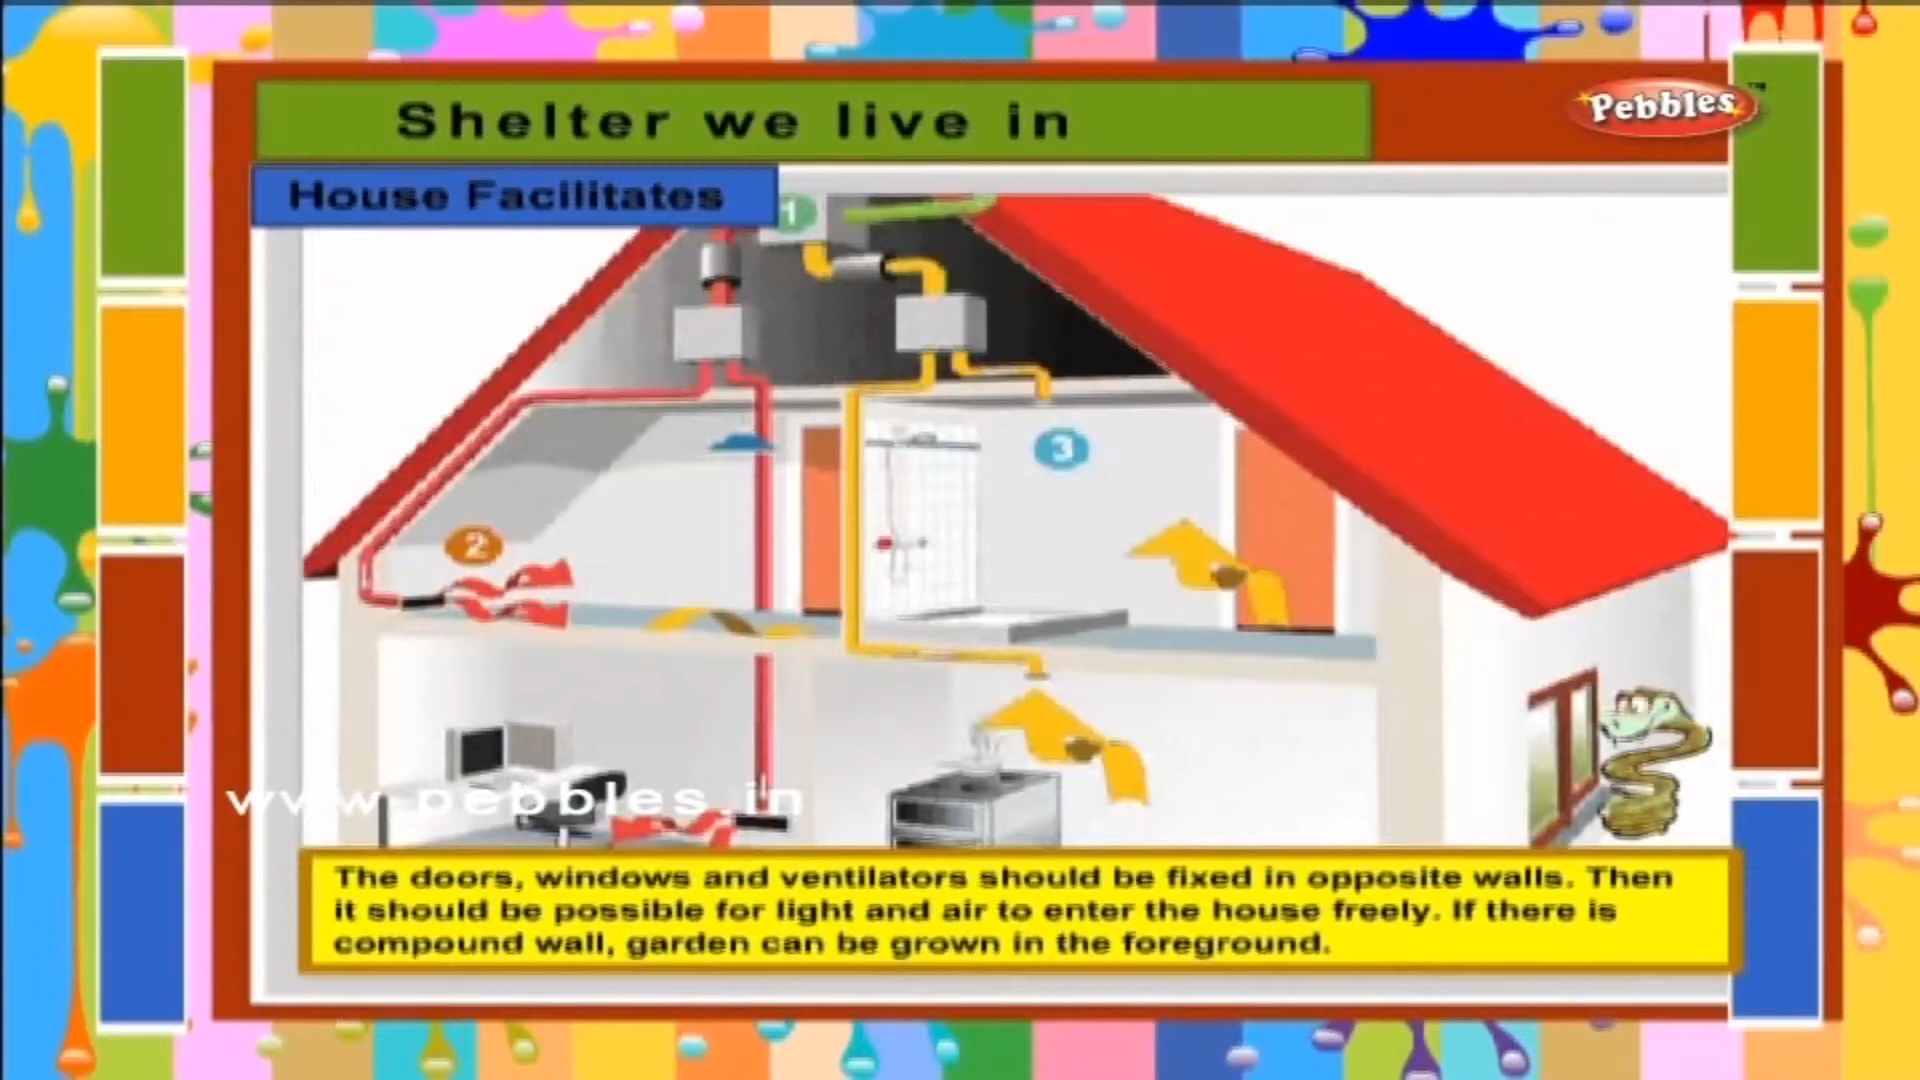 Shelter we live in
Pebbles™
House Facilitates
1
3
2
www.pebbles.in
The doors, windows and ventilators should be fixed in opposite walls. Then
it should be possible for light and air to enter the house freely. If there is
compound wall, garden can be grown in the foreground.